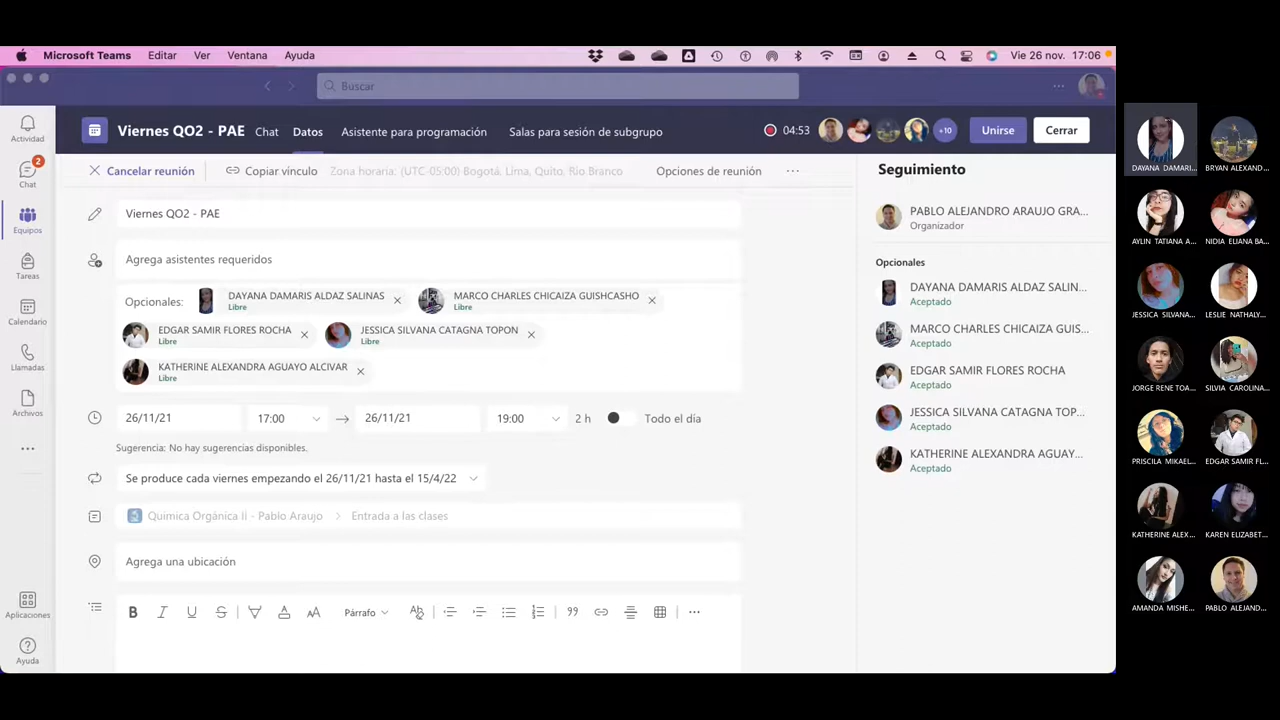 Microsoft Teams Editar Ver Ventana Ayuda Vie 26 nov. 17:06
Buscar
Viernes QO2 - PAE Chat Datos Asistente para programación Salas para sesión de subgrupo 04:53 +10 Unirse Cerrar
Actividad
2
Chat
Equipos
Tareas
Calendario
Llamadas
Archivos
Aplicaciones
Ayuda
Cancelar reunión Copiar vínculo Zona horaria: (UTC-05:00) Bogotá, Lima, Quito, Río Branco Opciones de reunión
Viernes QO2 - PAE
Agrega asistentes requeridos
Opcionales: DAYANA DAMARIS ALDAZ SALINAS MARCO CHARLES CHICAIZA GUISHCASHO
Libre Libre
EDGAR SAMIR FLORES ROCHA JESSICA SILVANA CATAGNA TOPON
Libre Libre
KATHERINE ALEXANDRA AGUAYO ALCIVAR
Libre
26/11/21 17:00 26/11/21 19:00 2 h Todo el día
Sugerencia: No hay sugerencias disponibles.
Se produce cada viernes empezando el 26/11/21 hasta el 15/4/22
Química Orgánica II - Pablo Araujo > Entrada a las clases
Agrega una ubicación
B I U S AA Párrafo Ab
Seguimiento
PABLO ALEJANDRO ARAUJO GRA...
Organizador
Opcionales
DAYANA DAMARIS ALDAZ SALIN...
Aceptado
MARCO CHARLES CHICAIZA GUIS...
Aceptado
EDGAR SAMIR FLORES ROCHA
Aceptado
JESSICA SILVANA CATAGNA TOP...
Aceptado
KATHERINE ALEXANDRA AGUAY...
Aceptado
DAYANA DAMARI... BRYAN ALEXAND...
AYLIN TATIANA A... NIDIA ELIANA BA...
JESSICA SILVANA... LESLIE NATHALY...
JORGE RENE TOA... SILVIA CAROLINA...
PRISCILA MIKAEL... EDGAR SAMIR FL...
KATHERINE ALEX... KAREN ELIZABET...
AMANDA MISHE... PABLO ALEJAND...